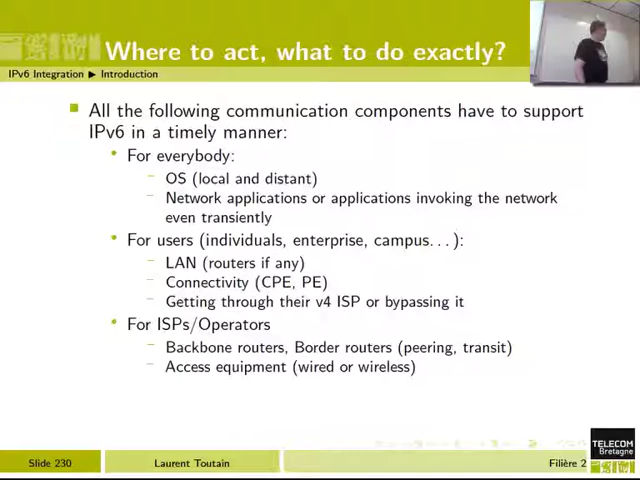 Where to act, what to do exactly?
IPv6 Integration ▶ Introduction
All the following communication components have to support
IPv6 in a timely manner:
For everybody:
OS (local and distant)
Network applications or applications invoking the network
even transiently
For users (individuals, enterprise, campus...):
LAN (routers if any)
Connectivity (CPE, PE)
Getting through their v4 ISP or bypassing it
For ISPs/Operators
Backbone routers, Border routers (peering, transit)
Access equipment (wired or wireless)
TELECOM
Bretagne
Slide 230
Laurent Toutain
Filière 2